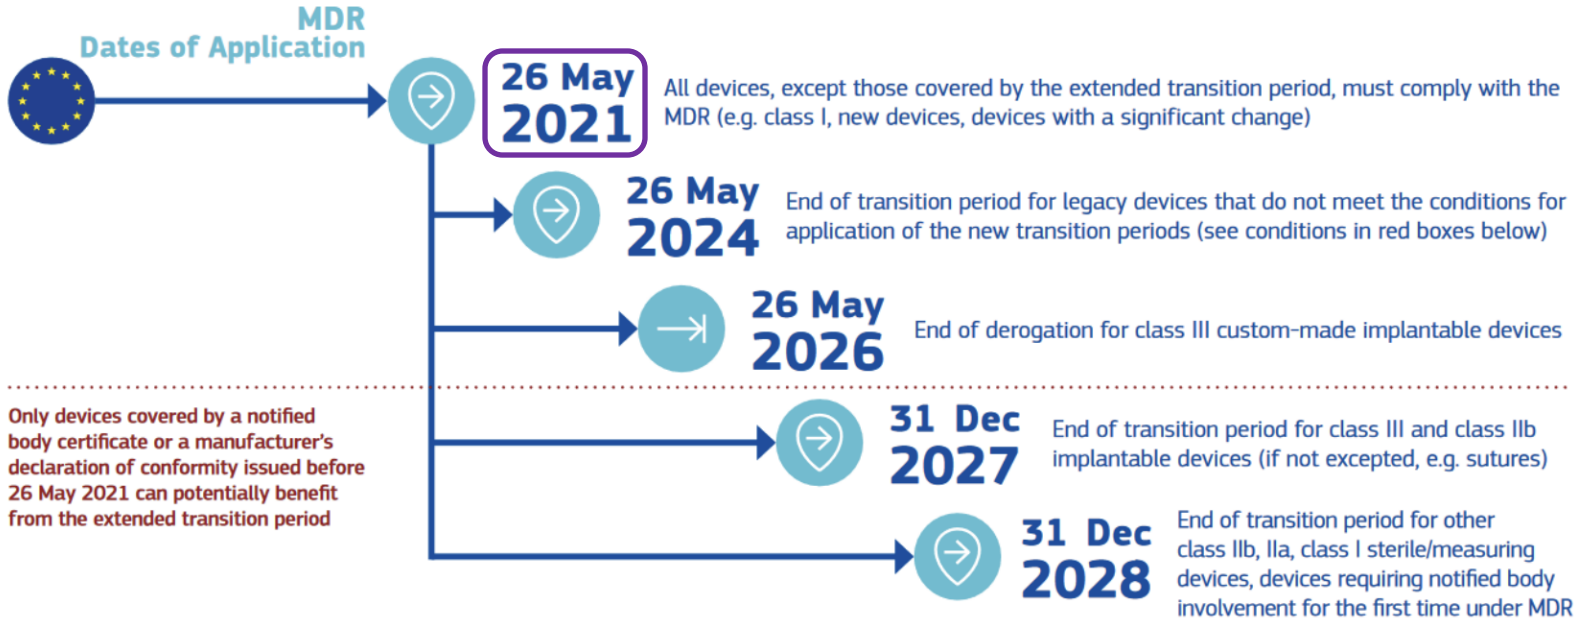 MDR
Dates of Application
26 May
2021
All devices, except those covered by the extended transition period, must comply with the
MDR (e.g. class I, new devices, devices with a significant change)
26 May
2024
End of transition period for legacy devices that do not meet the conditions for
application of the new transition periods (see conditions in red boxes below)
26 May
2026
End of derogation for class III custom-made implantable devices
Only devices covered by a notified
body certificate or a manufacturer's
declaration of conformity issued before
26 May 2021 can potentially benefit
from the extended transition period
31 Dec
2027
End of transition period for class III and class IIb
implantable devices (if not excepted, e.g. sutures)
31 Dec
2028
End of transition period for other
class IIb, IIa, class I sterile/measuring
devices, devices requiring notified body
involvement for the first time under MDR